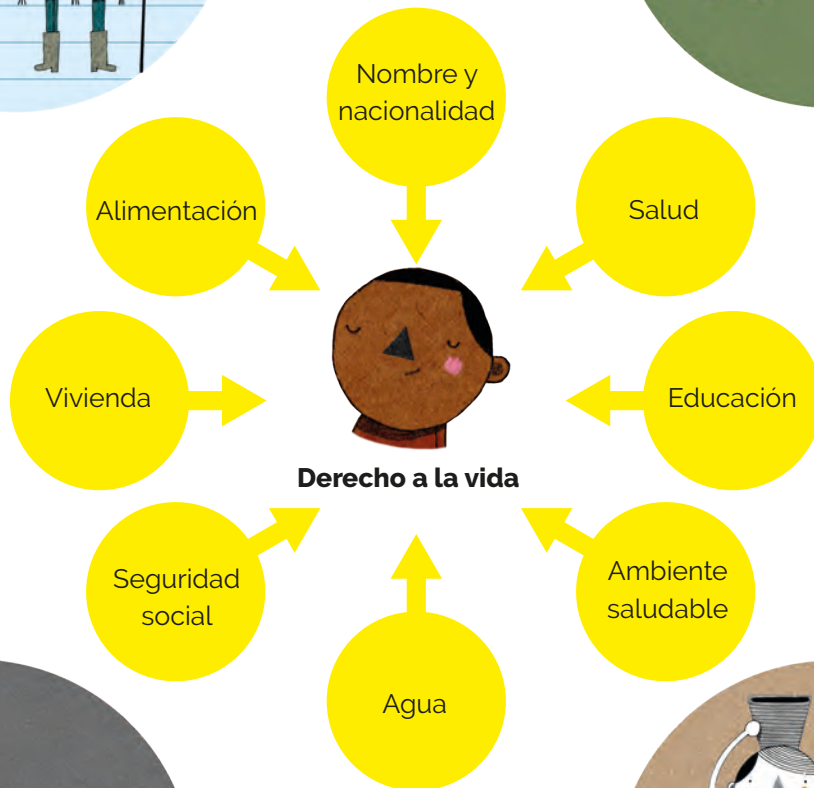 Nombre y
nacionalidad
Alimentación
Salud
Vivienda
Educación
Derecho a la vida
Seguridad
social
Ambiente
saludable
Agua